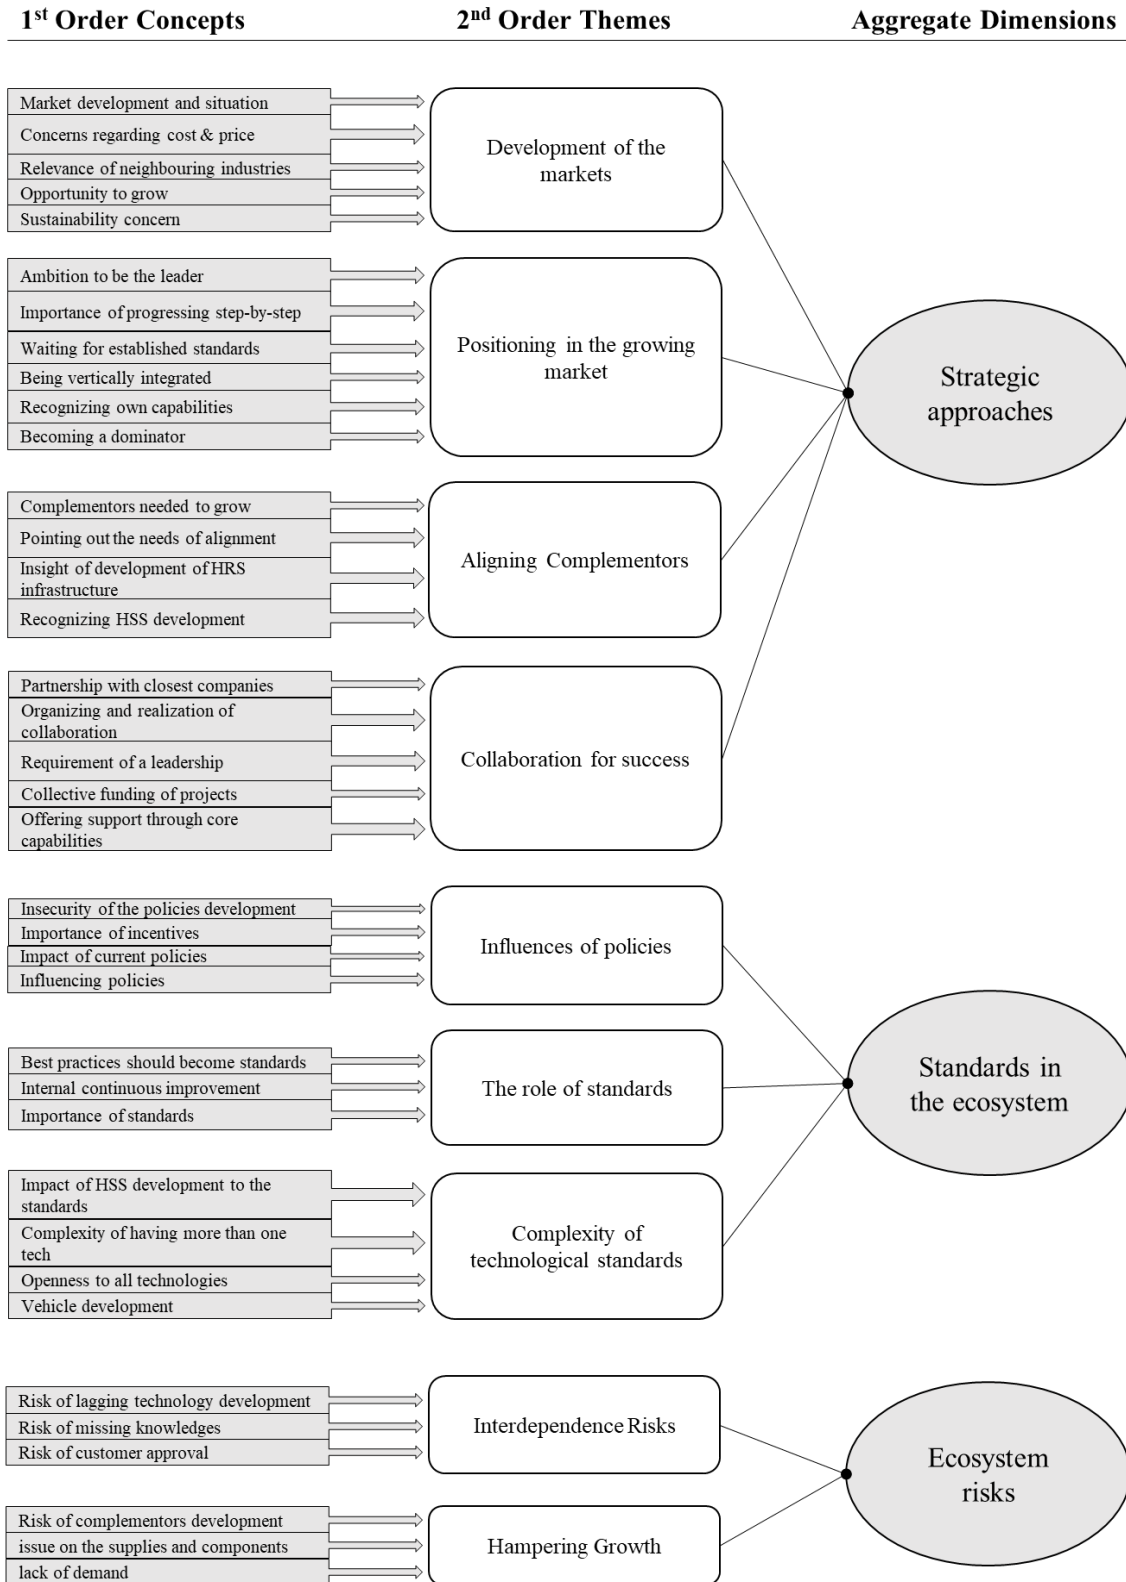 1st Order Concepts
2nd Order Themes
Aggregate Dimensions
Market development and situation
Concerns regarding cost & price
Relevance of neighbouring industries
Opportunity to grow
Sustainability concern
Development of the
markets
Ambition to be the leader
Importance of progressing step-by-step
Waiting for established standards
Being vertically integrated
Recognizing own capabilities
Becoming a dominator
Positioning in the growing
market
Complementors needed to grow
Pointing out the needs of alignment
Insight of development of HRS
infrastructure
Recognizing HSS development
Aligning Complementors
Partnership with closest companies
Organizing and realization of
collaboration
Requirement of a leadership
Collective funding of projects
Offering support through core
capabilities
Collaboration for success
Strategic
approaches
Insecurity of the policies development
Importance of incentives
Impact of current policies
Influencing policies
Influences of policies
Best practices should become standards
Internal continuous improvement
Importance of standards
The role of standards
Impact of HSS development to the
standards
Complexity of having more than one
tech
Openness to all technologies
Vehicle development
Complexity of
technological standards
Standards in
the ecosystem
Risk of lagging technology development
Risk of missing knowledges
Risk of customer approval
Interdependence Risks
Risk of complementors development
issue on the supplies and components
lack of demand
Hampering Growth
Ecosystem
risks